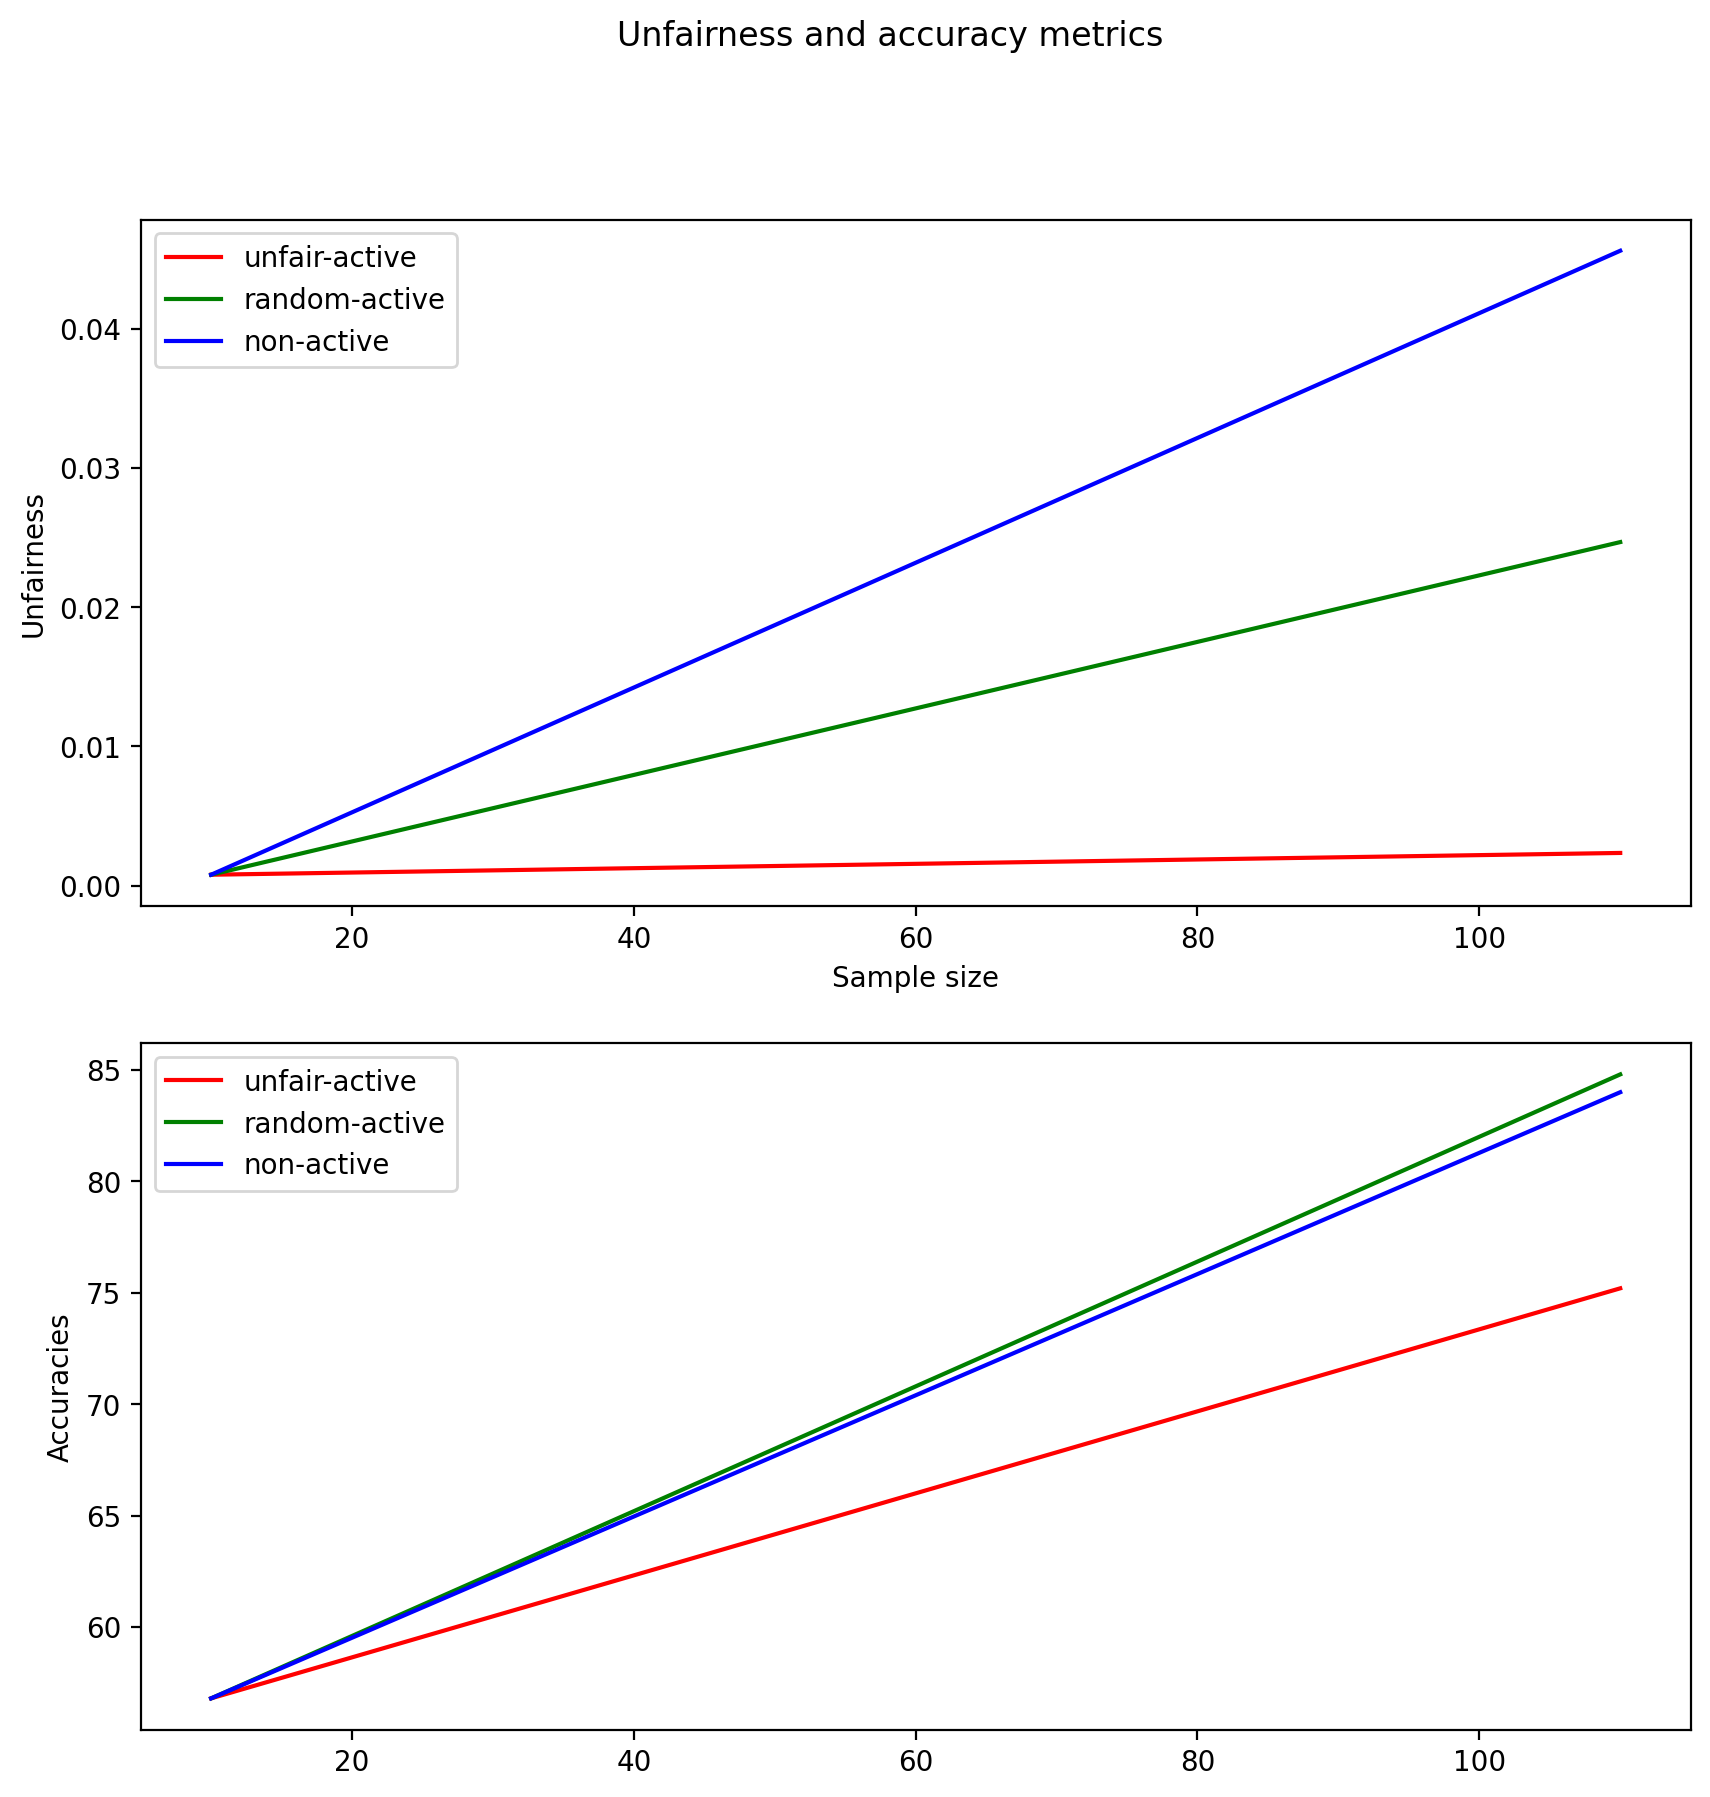 Unfairness and accuracy metrics
unfair-active
random-active
non-active
0.04
0.03
0.02
0.01
0.00
Unfairness
20 40 60 80 100
Sample size
unfair-active
random-active
non-active
85
80
75
70
65
60
Accuracies
20 40 60 80 100